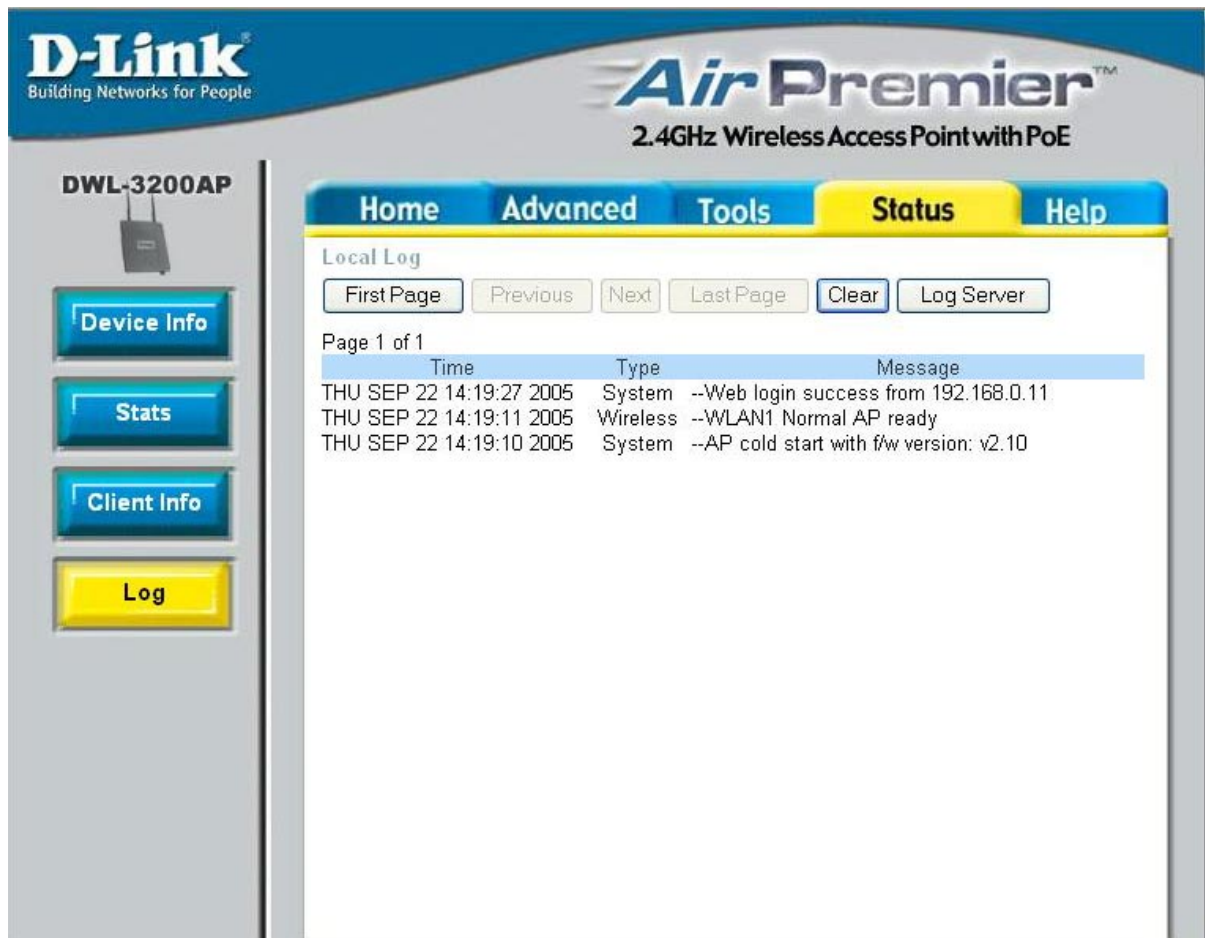 D-Link®
Building Networks for People
Air Premier™
2.4GHz Wireless Access Point with PoE
DWL-3200AP
Home Advanced Tools Status Help
Local Log
First Page Previous Next Last Page Clear Log Server
Page 1 of 1
Time Type Message
THU SEP 22 14:19:27 2005 System --Web login success from 192.168.0.11
THU SEP 22 14:19:11 2005 Wireless --WLAN1 Normal AP ready
THU SEP 22 14:19:10 2005 System --AP cold start with f/w version: v2.10
Device Info
Stats
Client Info
Log